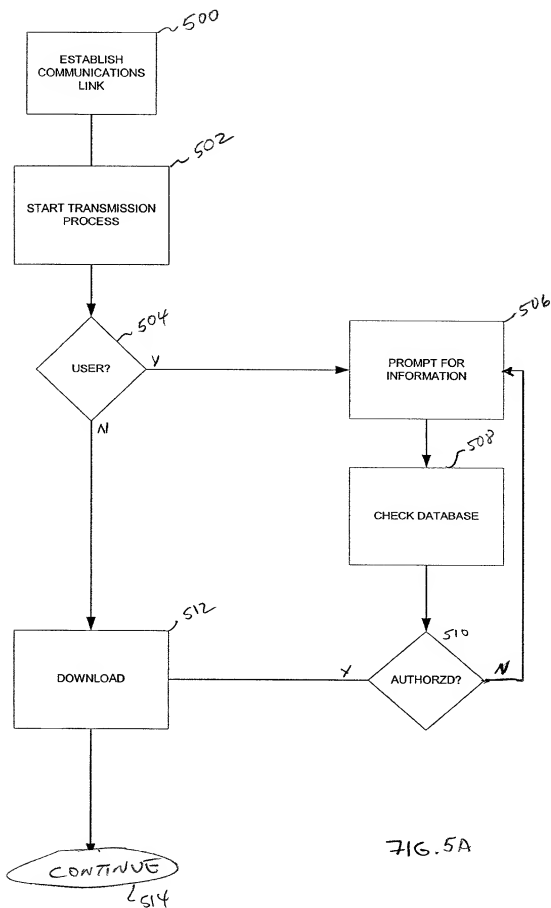 500
ESTABLISH
COMMUNICATIONS
LINK
502
START TRANSMISSION
PROCESS
504
USER?
Y
N
506
PROMPT FOR
INFORMATION
508
CHECK DATABASE
510
AUTHORZD?
Y
N
512
DOWNLOAD
CONTINUE
514
FIG. 5A